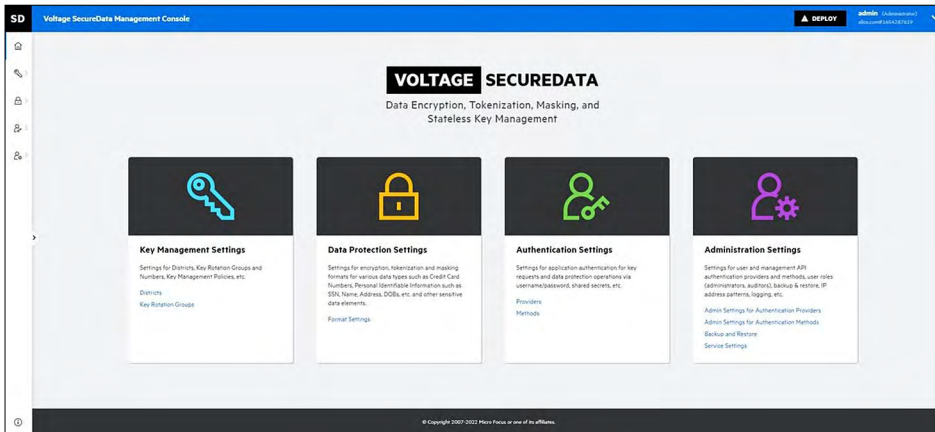 SD
Voltage SecureData Management Console
DEPLOY
admin (Administrator)
VOLTAGE SECUREDATA
Data Encryption, Tokenization, Masking, and
Stateless Key Management
Key Management Settings
Settings for Districts, Key Rotation Groups and
Numbers, Key Management Policies, etc.
Districts
Key Rotation Groups
Data Protection Settings
Settings for encryption, tokenization and masking
formats for various data types such as Credit Card
Numbers, Personal Identifiable Information such as
SSN, Name, Address, DOBs, etc. and other sensitive
data elements.
Format Settings
Authentication Settings
Settings for application authentication for key
requests and data protection operations via
username/password, shared secrets, etc.
Providers
Methods
Administration Settings
Settings for user and management API
authentication providers and methods, user roles
(administrators, auditors), backup & restore, IP
address patterns, logging, etc.
Admin Settings for Authentication Providers
Admin Settings for Authentication Methods
Backup and Restore
Service Settings
© Copyright 2007-2022 Micro Focus or one of its affiliates.